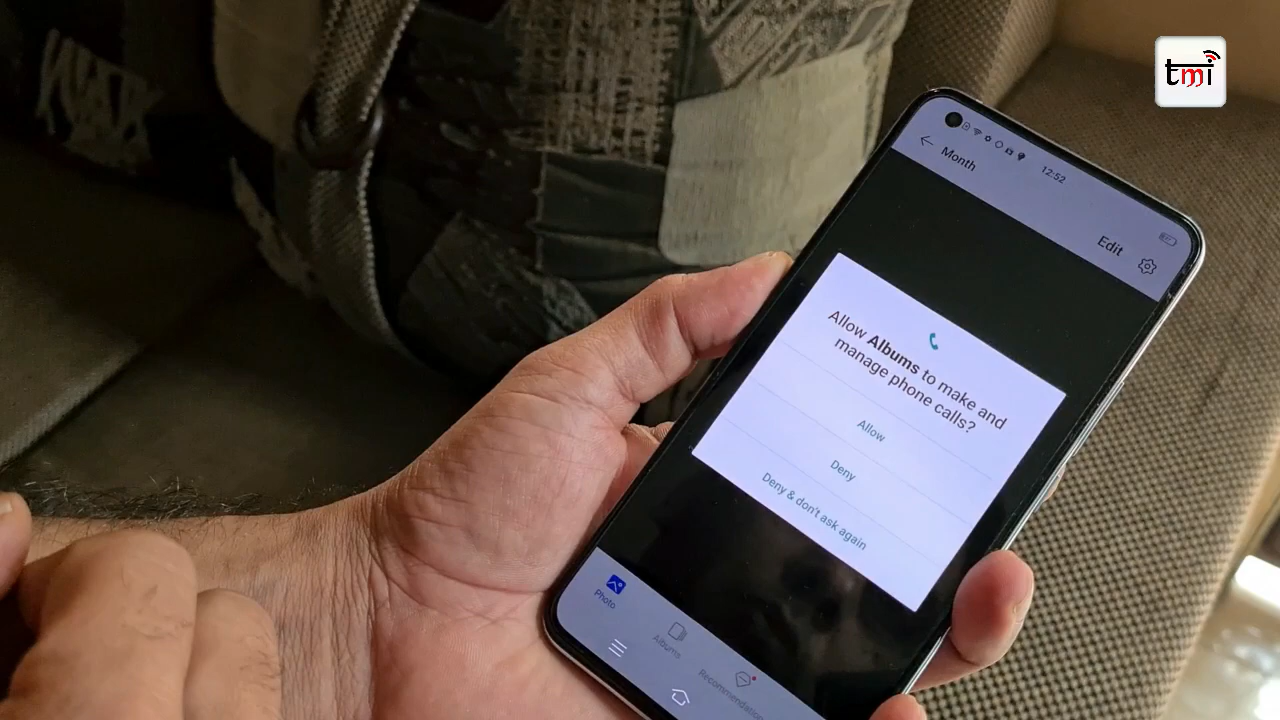 tmi
12:52
Month
Edit
Allow Albums to make and
manage phone calls?
Allow
Deny
Deny & don't ask again
Photo
Albums
Recommendation